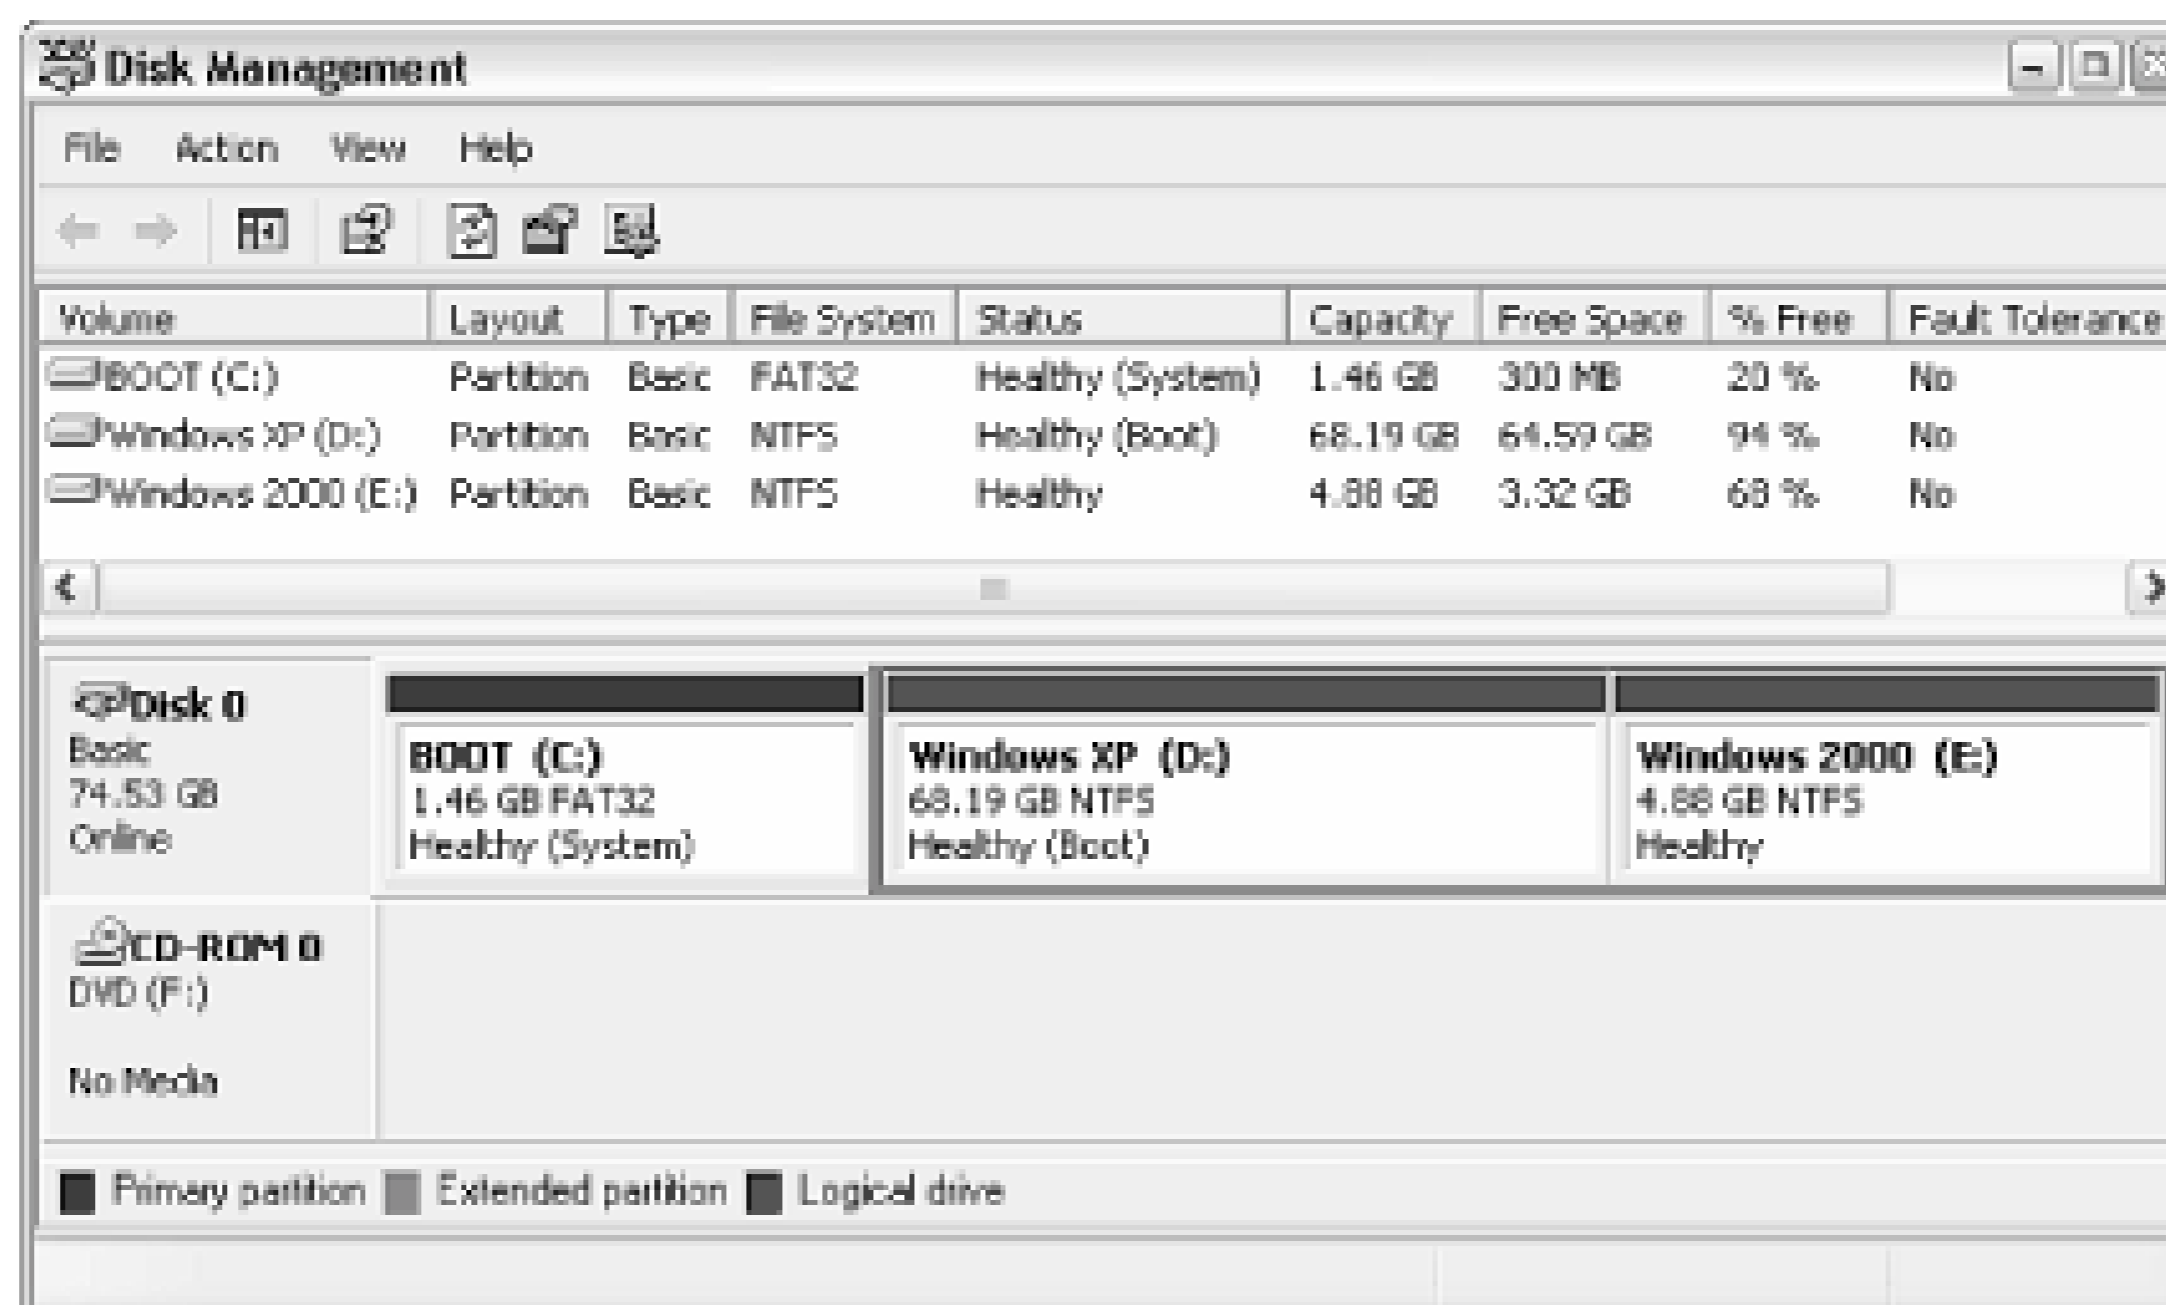 Disk Management
File Action View Help
Volume Layout Type File System Status Capacity Free Space % Free Fault Tolerance
BOOT (C:) Partition Basic FAT32 Healthy (System) 1.46 GB 300 MB 20 % No
Windows XP (D:) Partition Basic NTFS Healthy (Boot) 68.19 GB 64.59 GB 94 % No
Windows 2000 (E:) Partition Basic NTFS Healthy 4.88 GB 3.32 GB 68 % No
Disk 0
Basic
74.53 GB
Online
BOOT (C:)
1.46 GB FAT32
Healthy (System)
Windows XP (D:)
68.19 GB NTFS
Healthy (Boot)
Windows 2000 (E:)
4.88 GB NTFS
Healthy
CD-ROM 0
DVD (F:)
No Media
Primary partition Extended partition Logical drive